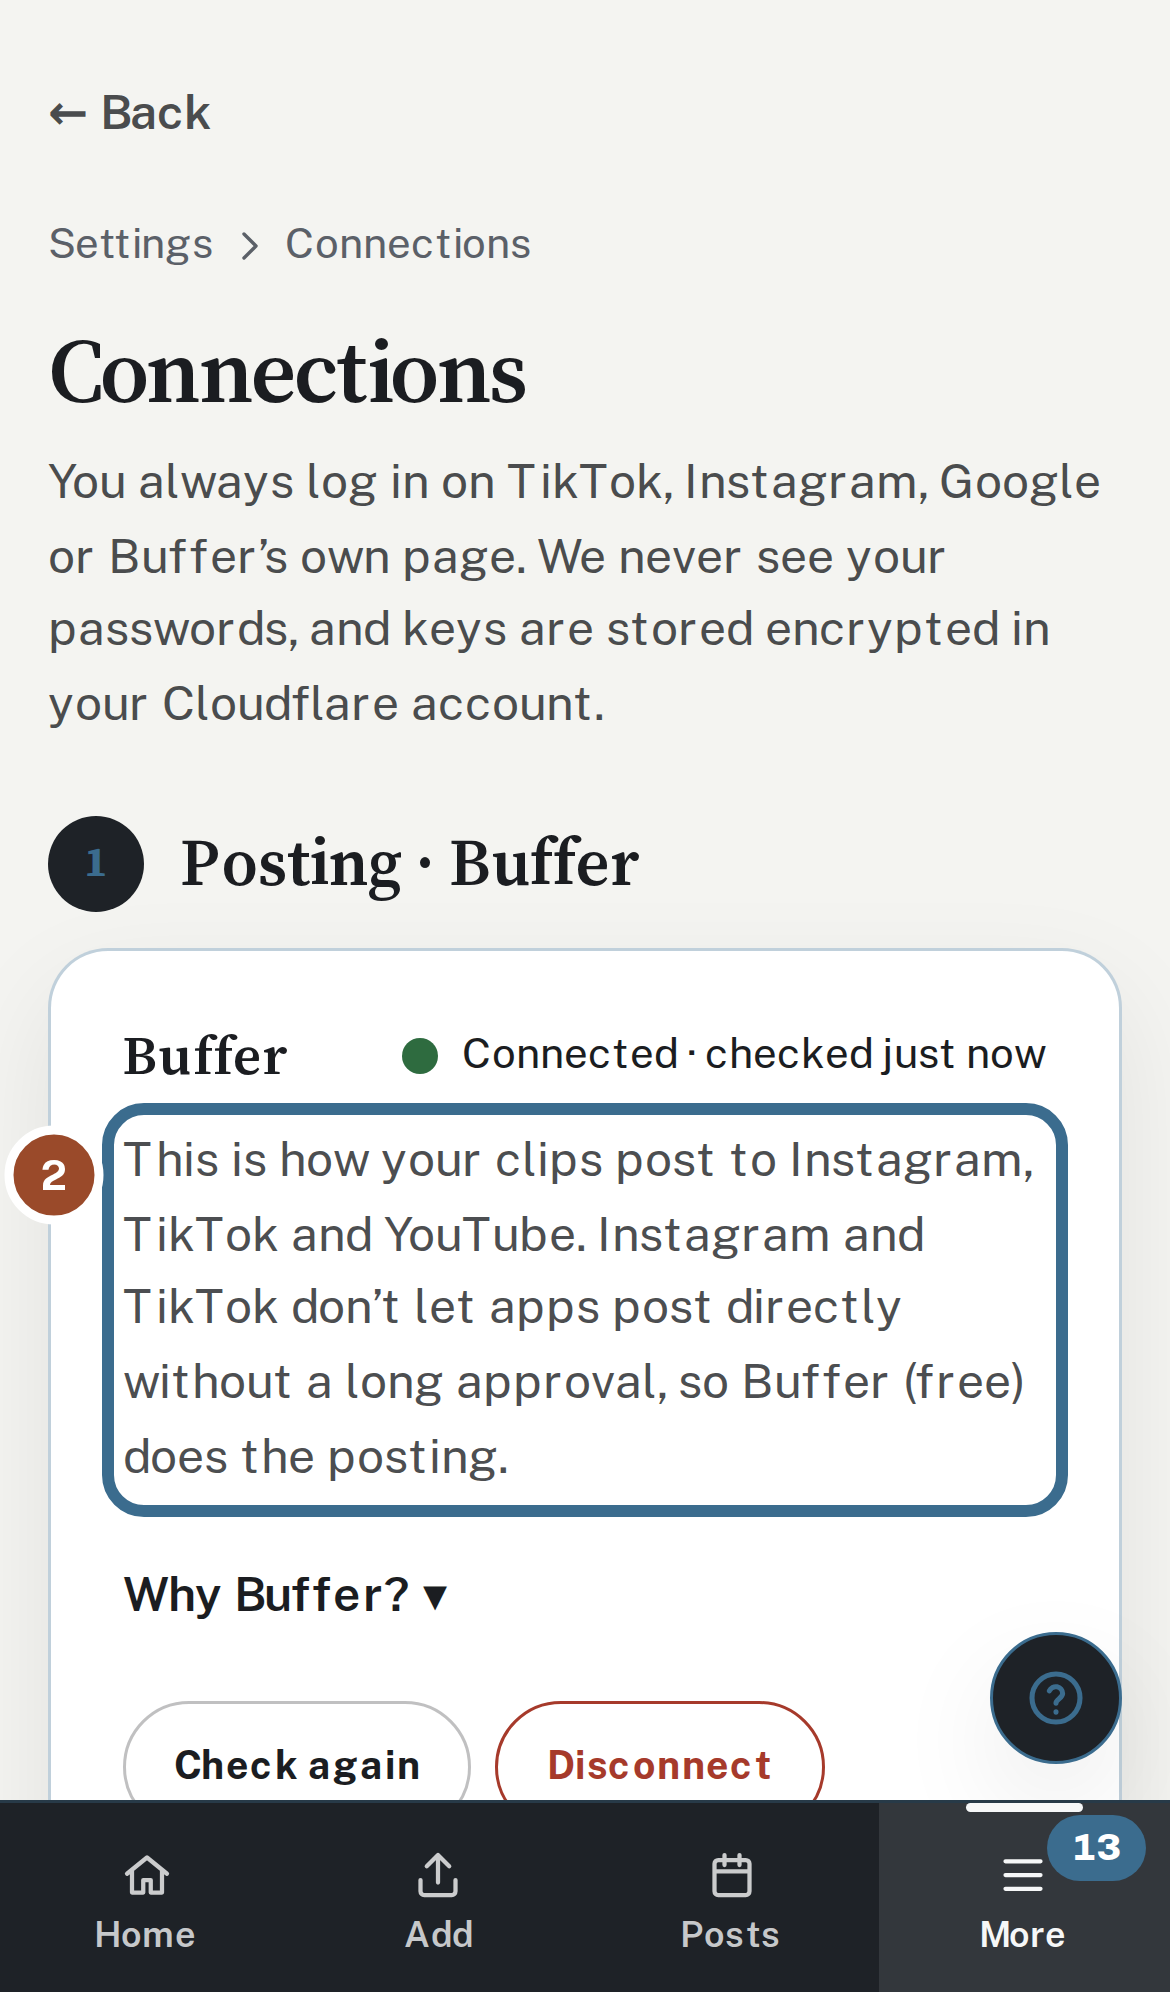 ← Back
Settings > Connections
Connections
You always log in on TikTok, Instagram, Google
or Buffer’s own page. We never see your
passwords, and keys are stored encrypted in
your Cloudflare account.
1 Posting · Buffer
Buffer Connected · checked just now
2
This is how your clips post to Instagram,
TikTok and YouTube. Instagram and
TikTok don’t let apps post directly
without a long approval, so Buffer (free)
does the posting.
Why Buffer? ▾
?
Check again Disconnect
13
Home Add Posts More